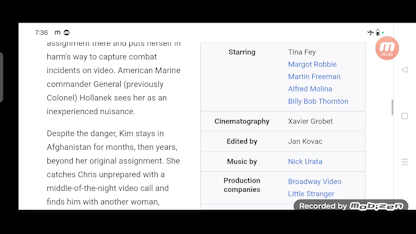 7:36
assignment there and puts herself in
harm's way to capture combat
incidents on video. American Marine
commander General (previously
Colonel) Hollanek sees her as an
inexperienced nuisance.
Despite the danger, Kim stays in
Afghanistan for months, then years,
beyond her original assignment. She
catches Chris unprepared with a
middle-of-the-night video call and
finds him with another woman,
Starring
Tina Fey
Margot Robbie
Martin Freeman
Alfred Molina
Billy Bob Thornton
Cinematography
Xavier Grobet
Edited by
Jan Kovac
Music by
Nick Urata
Production
companies
Broadway Video
Little Stranger
Recorded by Mobizen